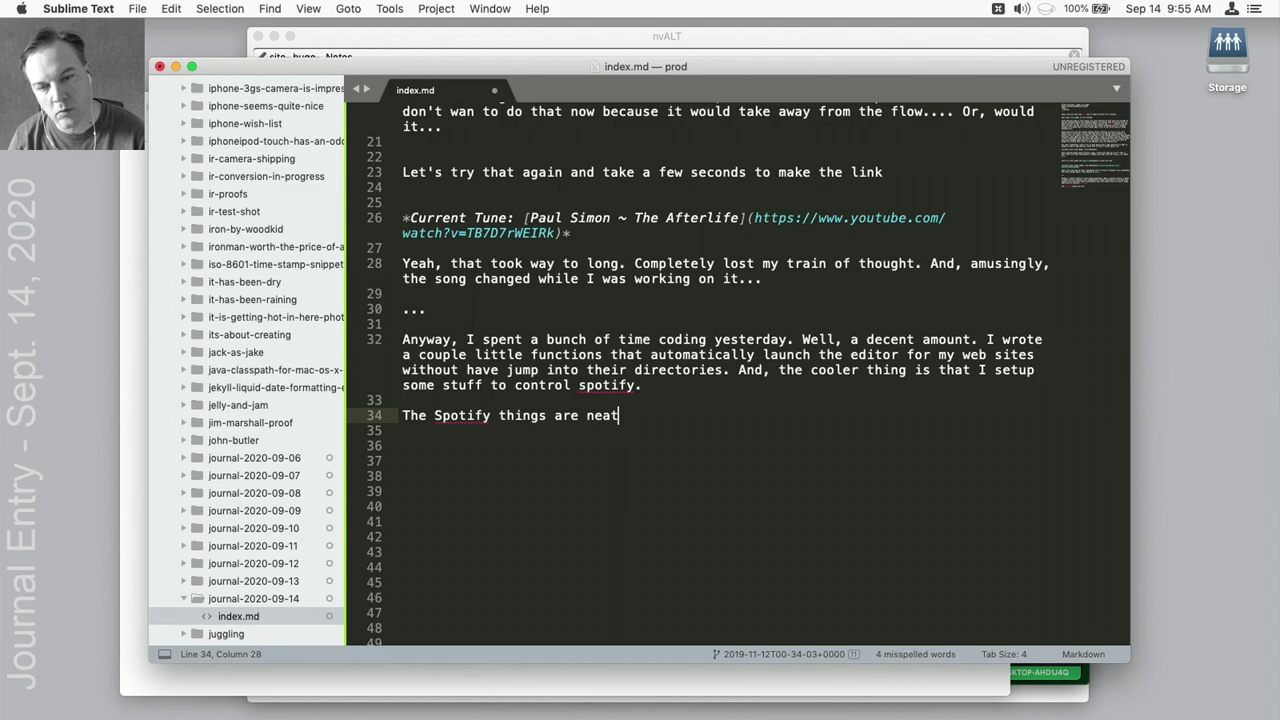 Sublime Text File Edit Selection Find View Goto Tools Project Window Help 100% Sep 14 9:55 AM
nvALT
Storage
index.md — prod
UNREGISTERED
index.md
iphone-3gs-camera-is-impres
iphone-seems-quite-nice
iphone-wish-list
iphoneipod-touch-has-an-odd
ir-camera-shipping
ir-conversion-in-progress
ir-proofs
ir-test-shot
iron-by-woodkid
ironman-worth-the-price-of-a
iso-8601-time-stamp-snippet
it-has-been-dry
it-has-been-raining
it-is-getting-hot-in-here-phot
its-about-creating
jack-as-jake
java-classpath-for-mac-os-x-
jekyll-liquid-date-formatting-e
jelly-and-jam
jim-marshall-proof
john-butler
journal-2020-09-06
journal-2020-09-07
journal-2020-09-08
journal-2020-09-09
journal-2020-09-10
journal-2020-09-11
journal-2020-09-12
journal-2020-09-13
journal-2020-09-14
index.md
juggling
don't wan to do that now because it would take away from the flow.... Or, would
it...
21
22
23 Let's try that again and take a few seconds to make the link
24
25
26 *Current Tune: [Paul Simon ~ The Afterlife](https://www.youtube.com/
watch?v=TB7D7rWEIRk)*
27
28 Yeah, that took way to long. Completely lost my train of thought. And, amusingly,
the song changed while I was working on it...
29
30 ...
31
32 Anyway, I spent a bunch of time coding yesterday. Well, a decent amount. I wrote
a couple little functions that automatically launch the editor for my web sites
without have jump into their directories. And, the cooler thing is that I setup
some stuff to control spotify.
33
34 The Spotify things are neat
35
36
37
38
39
40
41
42
43
44
45
46
47
48
49
Line 34, Column 28
2019-11-12T00-34-03+0000 11
4 misspelled words
Tab Size: 4
Markdown
SKTOP-AHD1J4Q
Journal Entry - Sept. 14, 2020